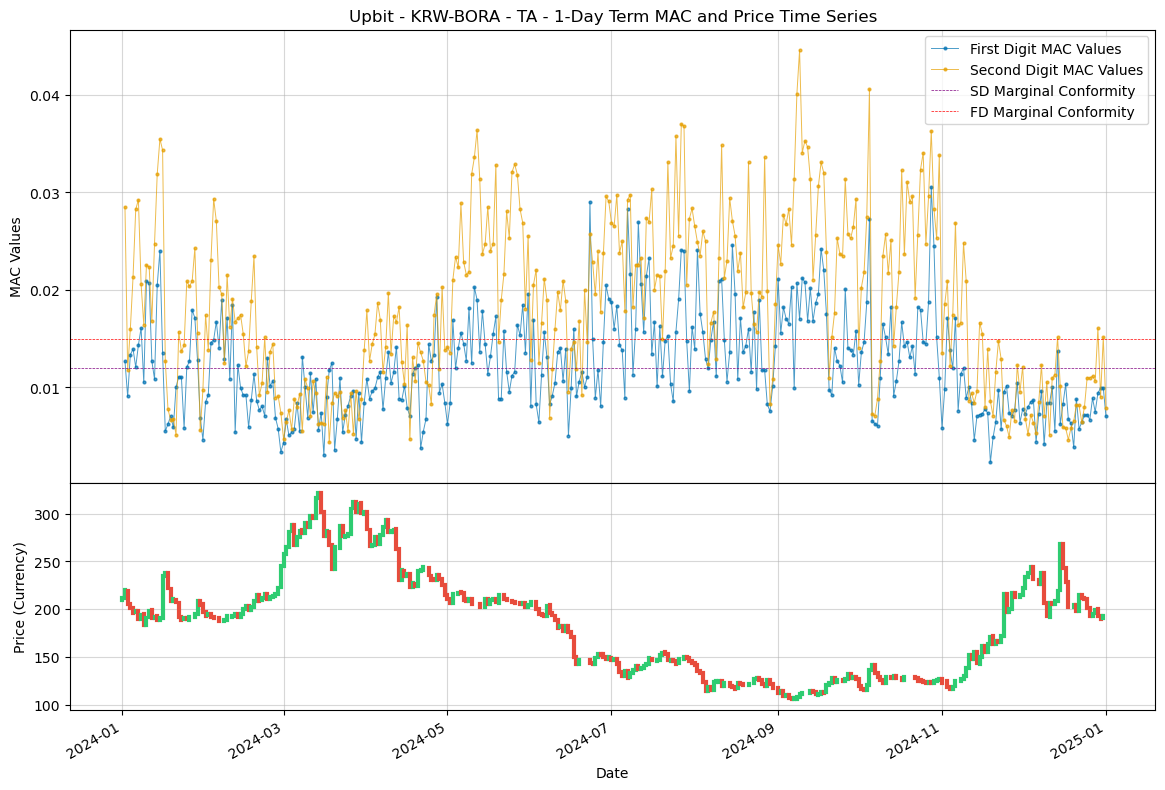 Upbit - KRW-BORA - TA - 1-Day Term MAC and Price Time Series
First Digit MAC Values
Second Digit MAC Values
SD Marginal Conformity
FD Marginal Conformity
MAC Values
0.04
0.03
0.02
0.01
Price (Currency)
300
250
200
150
100
2024-01
2024-03
2024-05
2024-07
2024-09
2024-11
2025-01
Date